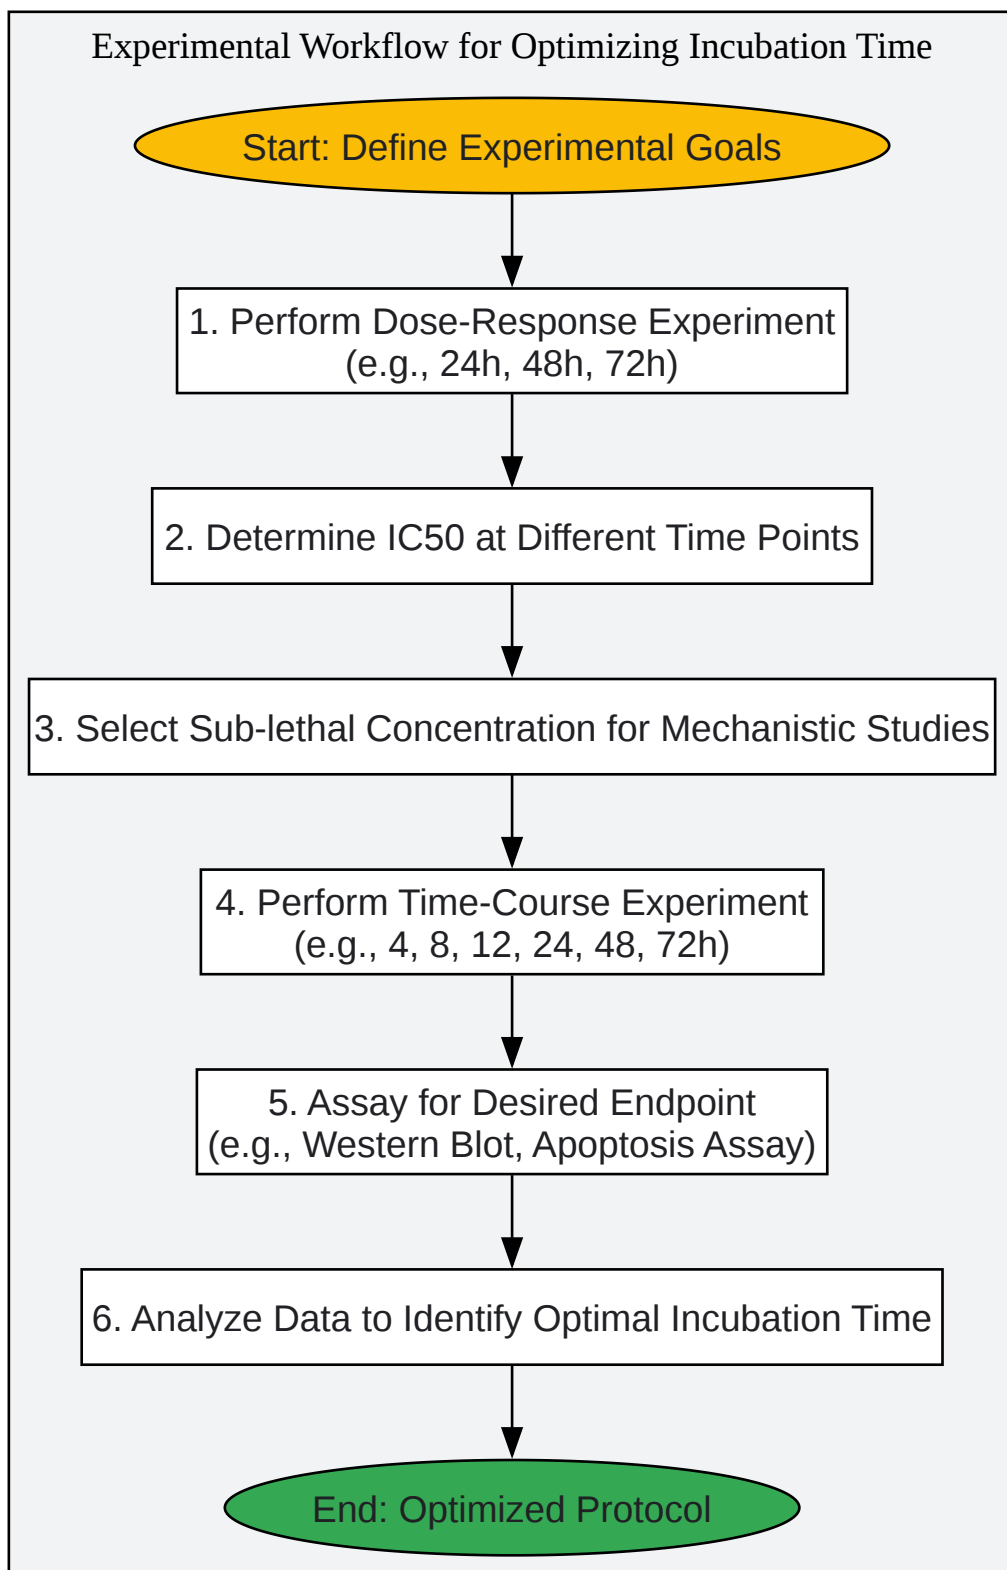 Experimental Workflow for Optimizing Incubation Time
Start: Define Experimental Goals
1. Perform Dose-Response Experiment
(e.g., 24h, 48h, 72h)
2. Determine IC50 at Different Time Points
3. Select Sub-lethal Concentration for Mechanistic Studies
4. Perform Time-Course Experiment
(e.g., 4, 8, 12, 24, 48, 72h)
5. Assay for Desired Endpoint
(e.g., Western Blot, Apoptosis Assay)
6. Analyze Data to Identify Optimal Incubation Time
End: Optimized Protocol